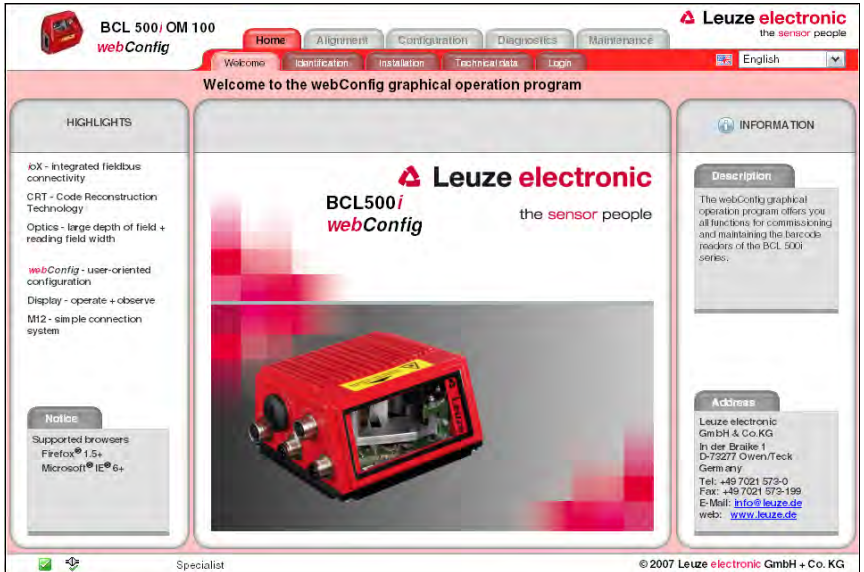 BCL 500i OM 100
webConfig
Leuze electronic
the sensor people
Home Alignment Configuration Diagnostics Maintenance
Welcome Identification Installation Technical data Login
English
Welcome to the webConfig graphical operation program
HIGHLIGHTS
ioX - integrated fieldbus
connectivity
CRT - Code Reconstruction
Technology
Optics - large depth of field +
reading field width
webConfig - user-oriented
configuration
Display - operate + observe
M12 - simple connection
system
Notice
Supported browsers
Firefox® 1.5+
Microsoft® IE® 6+
Leuze electronic
the sensor people
BCL500i
webConfig
Leuze
INFORMATION
Description
The webConfig graphical
operation program offers you
all functions for commissioning
and maintaining the barcode
readers of the BCL 500i
series.
Address
Leuze electronic
GmbH & Co.KG
In der Braike 1
D-73277 Owen/Teck
Germany
Tel: +49 7021 573-0
Fax: +49 7021 573-199
E-Mail: info@leuze.de
web: www.leuze.de
Specialist
© 2007 Leuze electronic GmbH + Co. KG